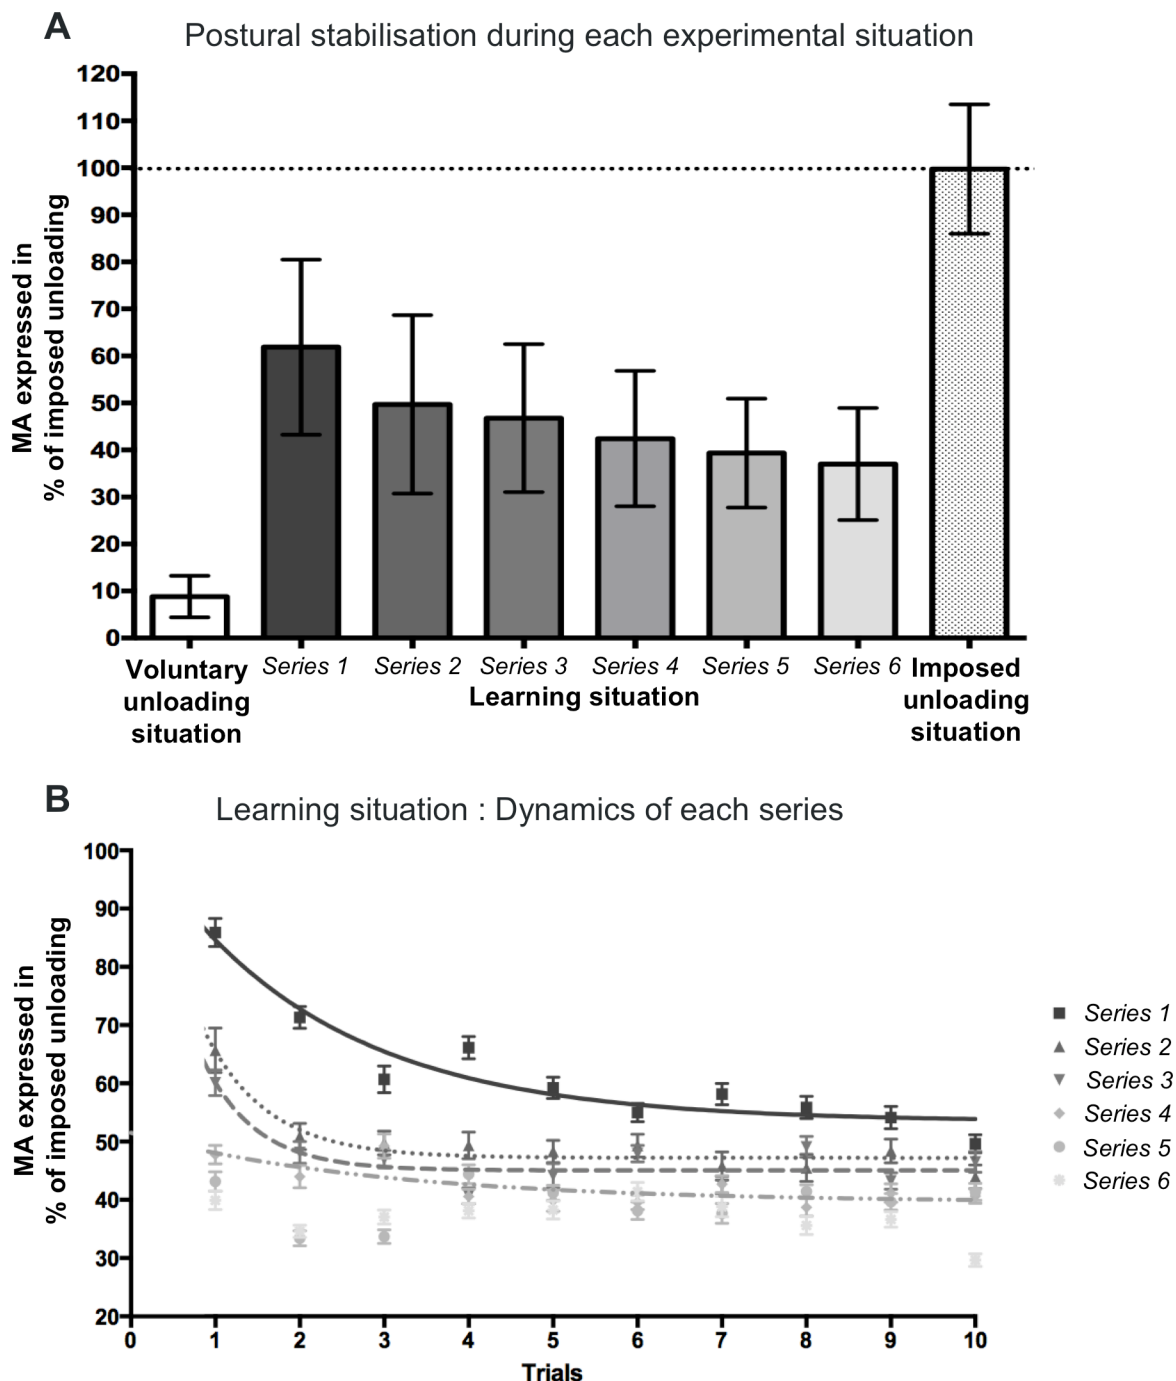 A
Postural stabilisation during each experimental situation
120
110
100
90
80
70
60
50
40
30
20
10
0
MA expressed in
% of imposed unloading
Voluntary
unloading
situation
Series 1
Series 2
Series 3
Series 4
Series 5
Series 6
Learning situation
Imposed
unloading
situation
B
Learning situation : Dynamics of each series
100
90
80
70
60
50
40
30
20
MA expressed in
% of imposed unloading
0 1 2 3 4 5 6 7 8 9 10
Trials
Series 1
Series 2
Series 3
Series 4
Series 5
Series 6